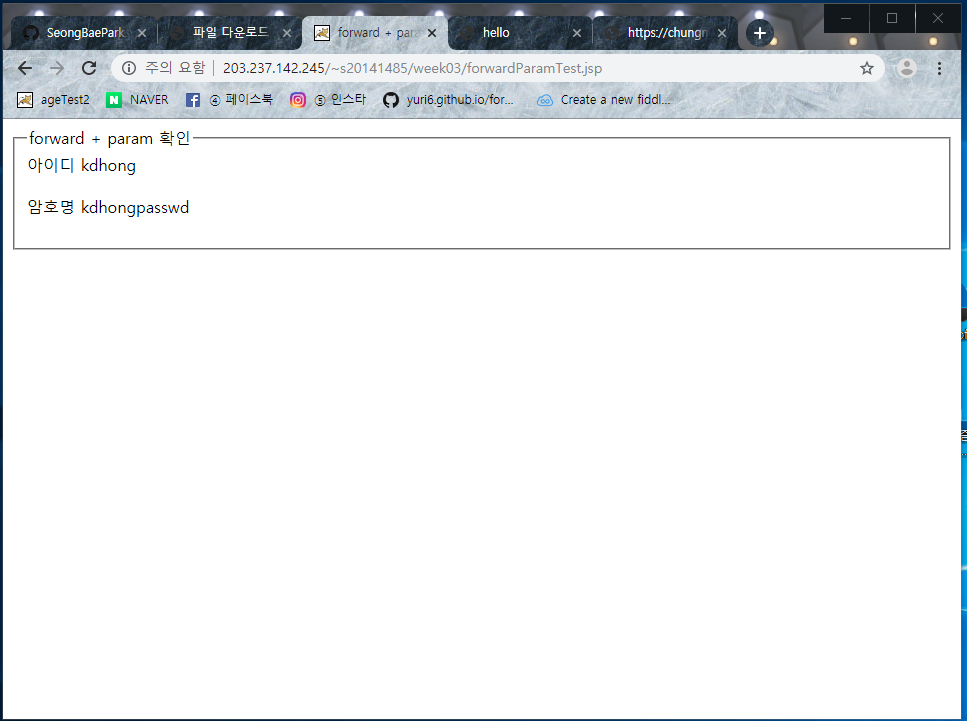 SeongBaePark
파일 다운로드
forward + par
hello
https://chungr
주의 요함 203.237.142.245/~s20141485/week03/forwardParamTest.jsp
ageTest2 NAVER ④ 페이스북 ⑤ 인스타 yuri6.github.io/for... Create a new fiddl...
forward + param 확인
아이디 kdhong
암호명 kdhongpasswd